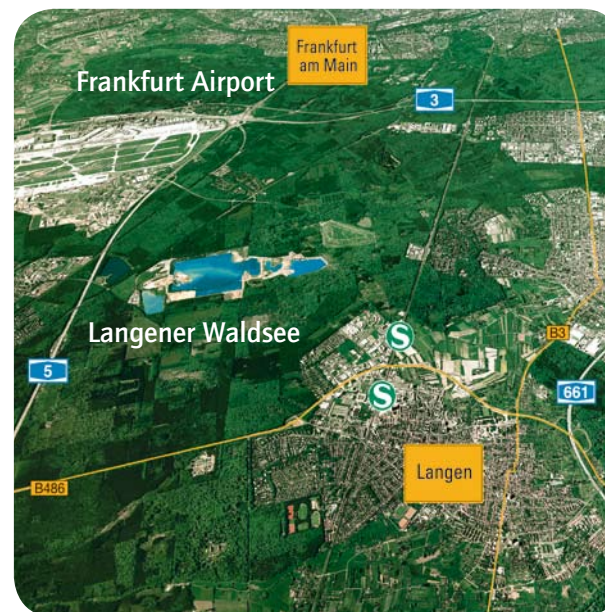 Frankfurt
am Main
Frankfurt Airport
3
Langener Waldsee
S
B3
5
661
S
Langen
B486